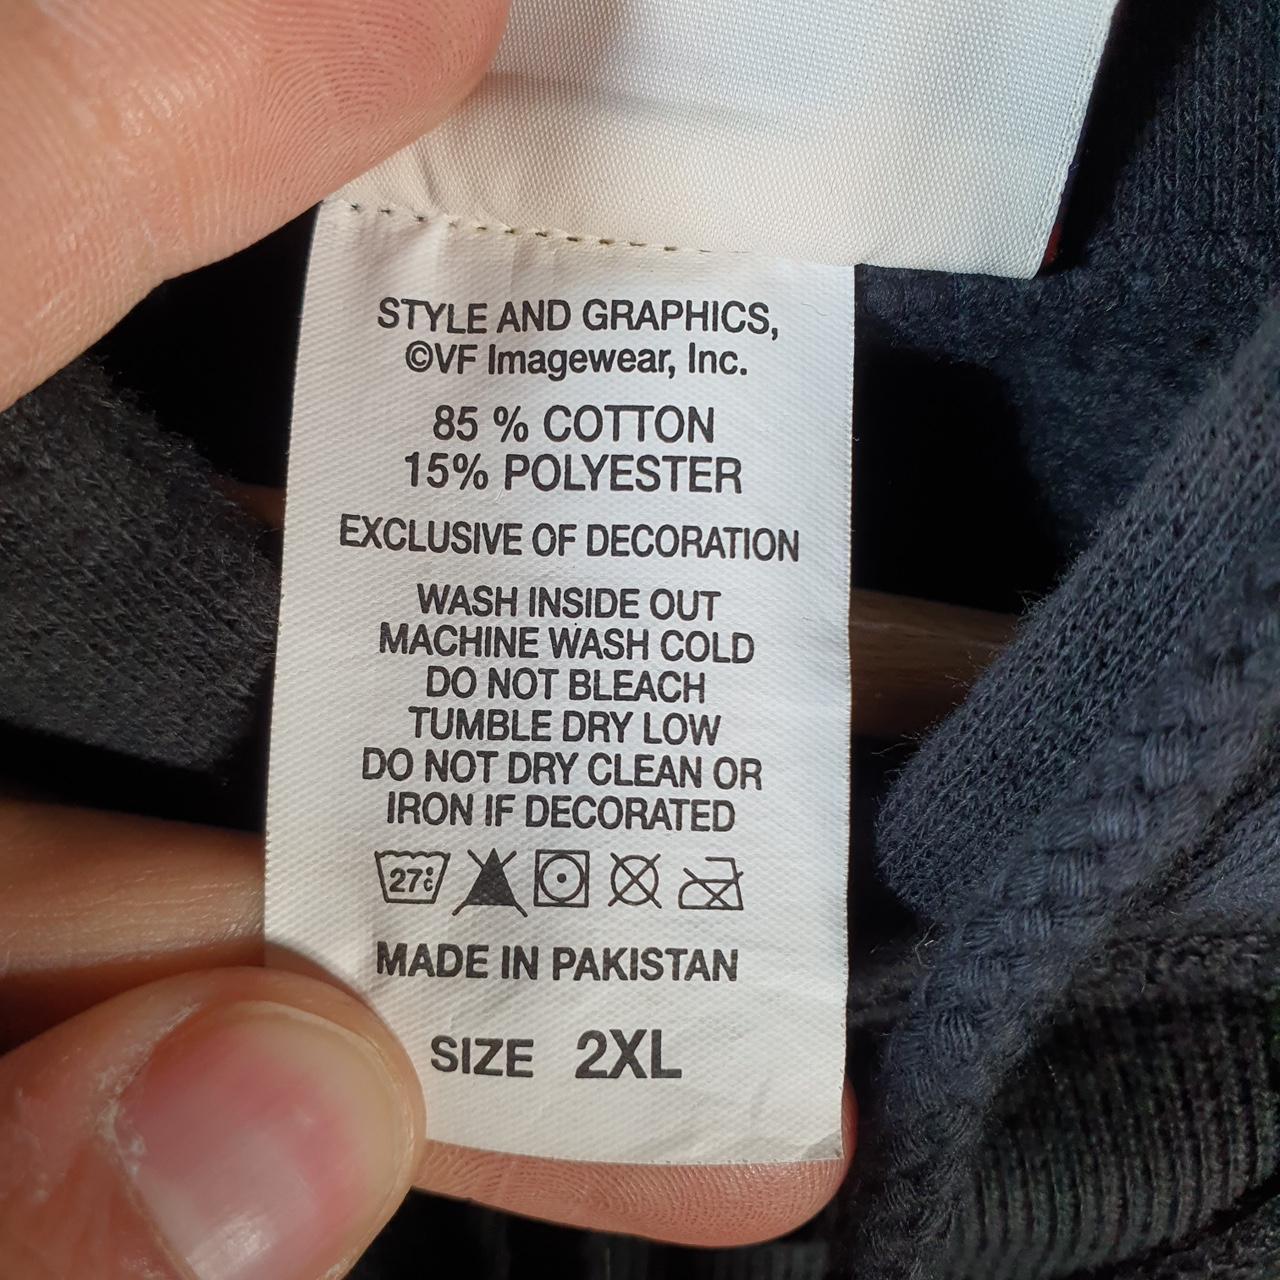 STYLE AND GRAPHICS,
©VF Imagewear, Inc.
85 % COTTON
15% POLYESTER
EXCLUSIVE OF DECORATION
WASH INSIDE OUT
MACHINE WASH COLD
DO NOT BLEACH
TUMBLE DRY LOW
DO NOT DRY CLEAN OR
IRON IF DECORATED
27°C
MADE IN PAKISTAN
SIZE 2XL